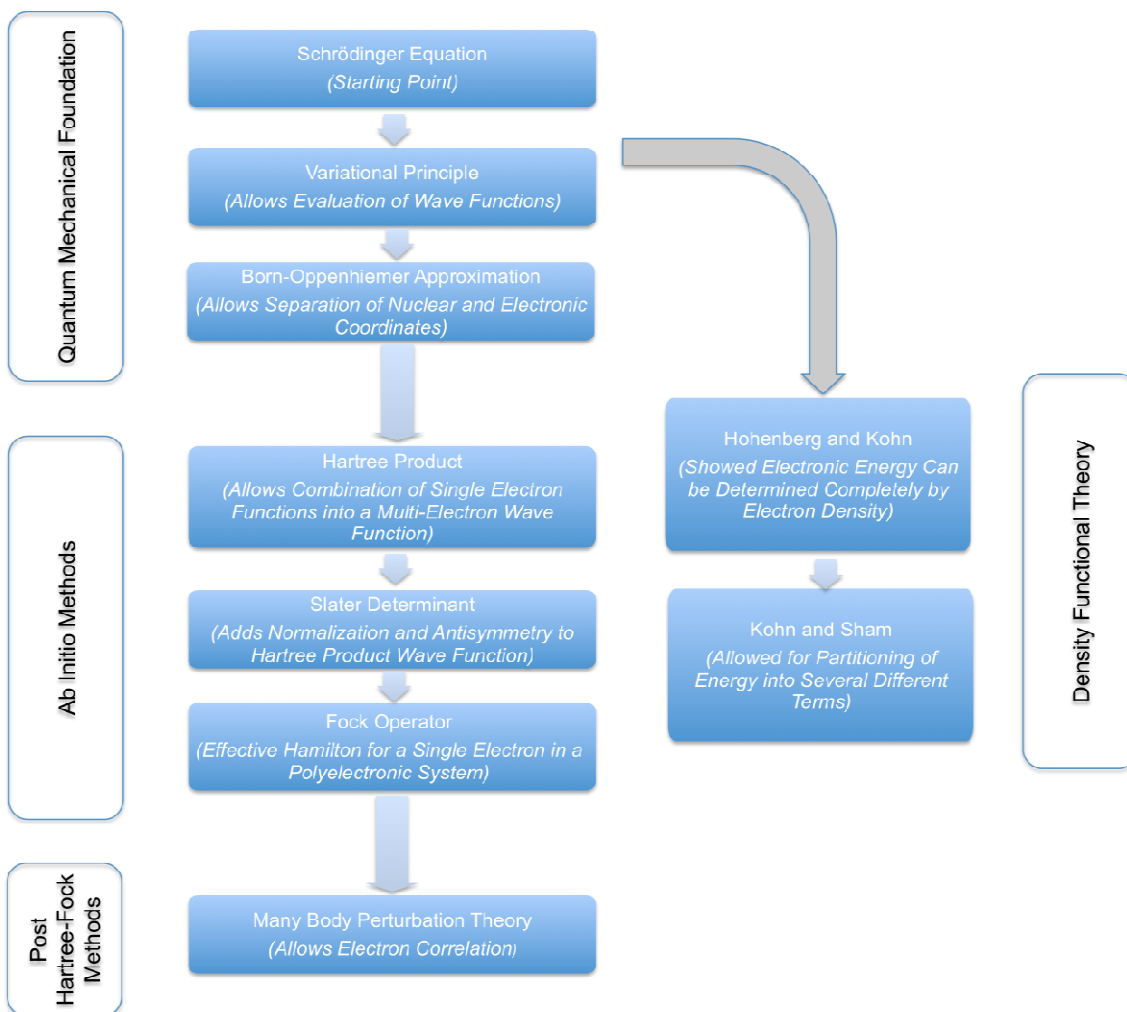 Quantum Mechanical Foundation
Schrödinger Equation
(Starting Point)
Variational Principle
(Allows Evaluation of Wave Functions)
Born-Oppenhiemer Approximation
(Allows Separation of Nuclear and Electronic
Coordinates)
Ab Initio Methods
Hartree Product
(Allows Combination of Single Electron
Functions into a Multi-Electron Wave
Function)
Slater Determinant
(Adds Normalization and Antisymmetry to
Hartree Product Wave Function)
Fock Operator
(Effective Hamilton for a Single Electron in a
Polyelectronic System)
Post
Hartree-Fock
Methods
Many Body Perturbation Theory
(Allows Electron Correlation)
Density Functional Theory
Hohenberg and Kohn
(Showed Electronic Energy Can
be Determined Completely by
Electron Density)
Kohn and Sham
(Allowed for Partitioning of
Energy into Several Different
Terms)